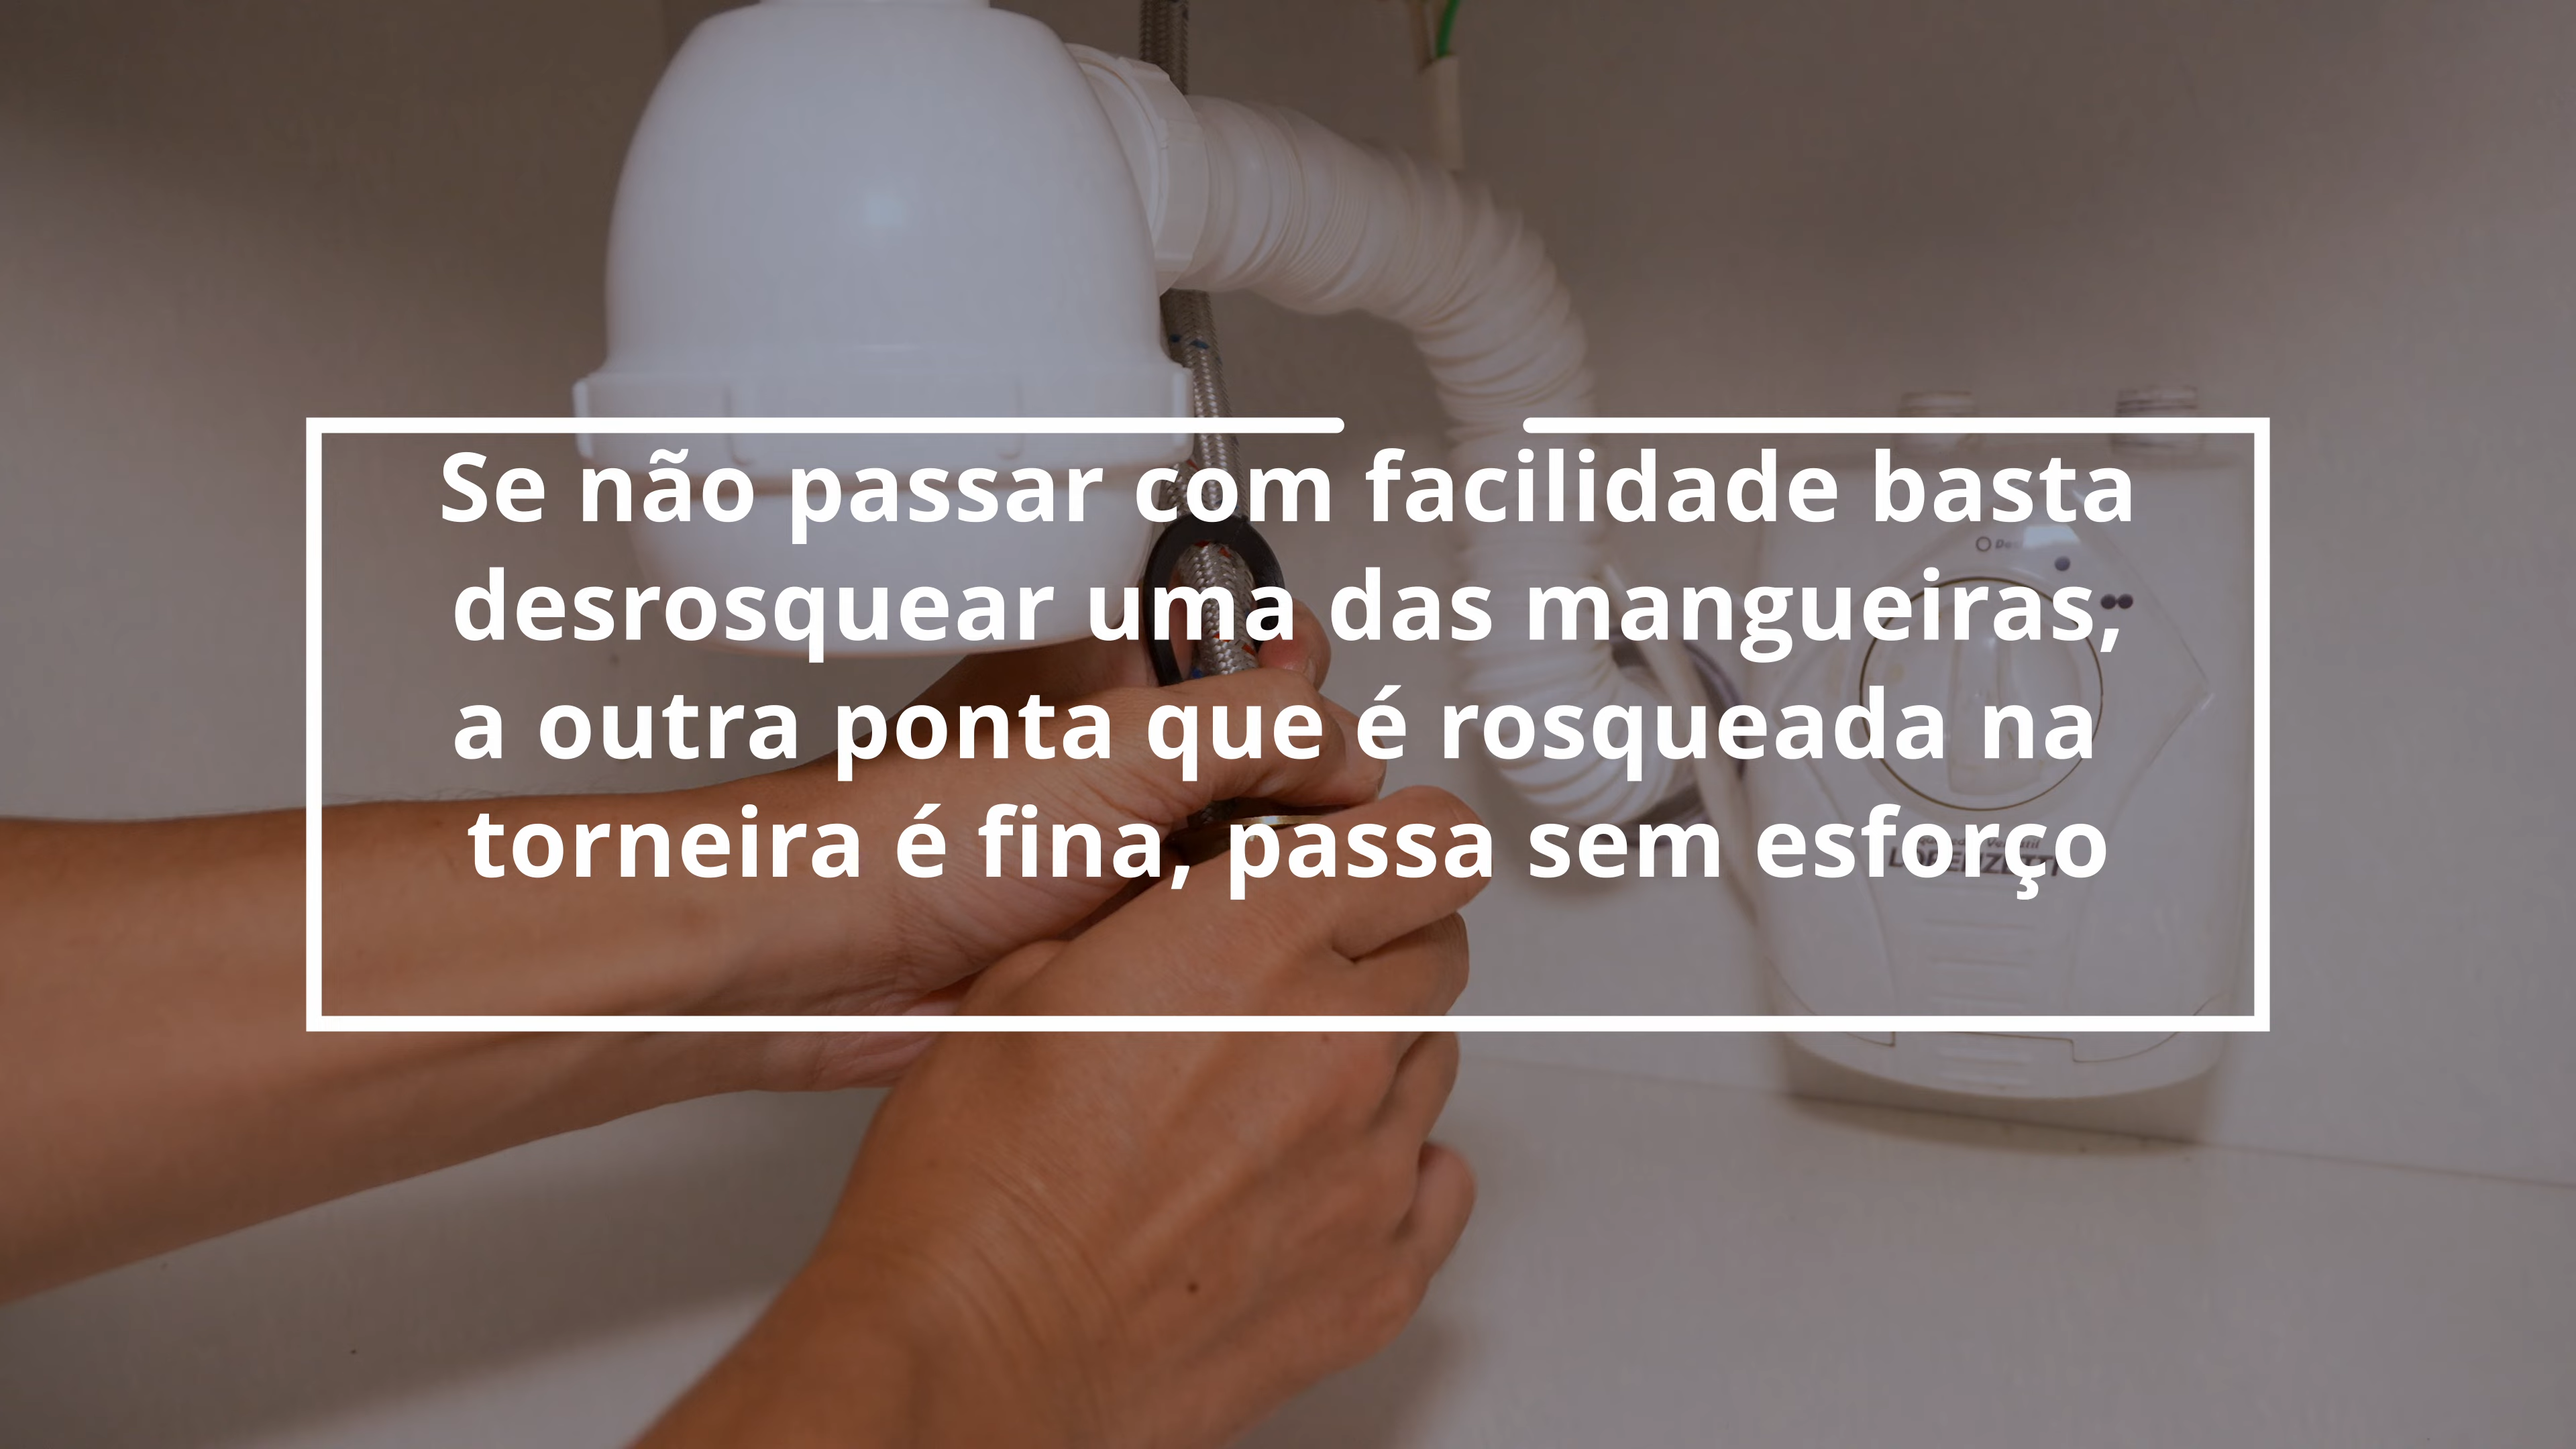 Se não passar com facilidade basta
desrosquear uma das mangueiras,
a outra ponta que é rosqueada na
torneira é fina, passa sem esforço
LORENZETTI